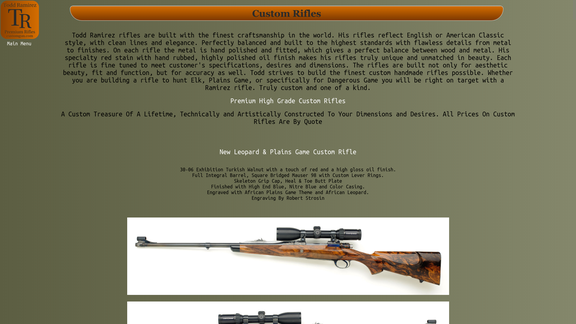 Todd Ramirez
TR
Main Menu
Custom Rifles
Todd Ramirez rifles are built with the finest craftsmanship in the world. His rifles reflect English or American Classic
style, with clean lines and elegance. Perfectly balanced and built to the highest standards with flawless details from metal
to finishes. On each rifle the metal is hand polished and fitted, which gives a perfect balance between wood and metal. His
specialty red stain with hand rubbed, highly polished oil finish makes his rifles truly unique and unmatched in beauty. Each
rifle is fine tuned to meet customer's specifications, desires and dimensions. The rifles are built not only for aesthetic
beauty, fit and function, but for accuracy as well. Todd strives to build the finest custom handmade rifles possible. Whether
you are building a rifle to hunt Elk, Plains Game, or specifically for Dangerous Game you will be right on target with a
Ramirez rifle. Truly custom and one of a kind.
Premium High Grade Custom Rifles
A Custom Treasure Of A Lifetime, Technically and Artistically Constructed To Your Dimensions and Desires. All Prices On Custom
Rifles Are By Quote
New Leopard & Plains Game Custom Rifle
30-06 Exhibition Turkish Walnut with a touch of red and a high gloss oil finish.
Full Integral Barrel, Square Bridged Mauser 98 with Custom Lever Rings.
Skeleton Grip Cap, Heal & Toe Butt Plate
Finished with High End Blue, Nitre Blue and Color Casing.
Engraved with African Plains Game Theme and African Leopard.
Engraving By Robert Strosin